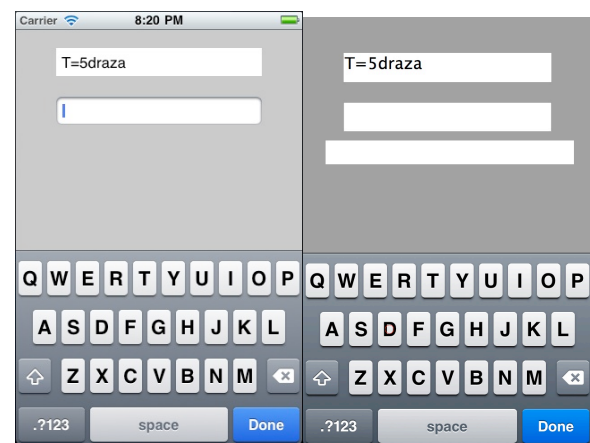 Carrier 8:20 PM
T=5draza
Q W E R T Y U I O P
A S D F G H J K L
Z X C V B N M
.?123 space Done
T=5draza
Q W E R T Y U I O P
A S D F G H J K L
Z X C V B N M
.?123 space Done